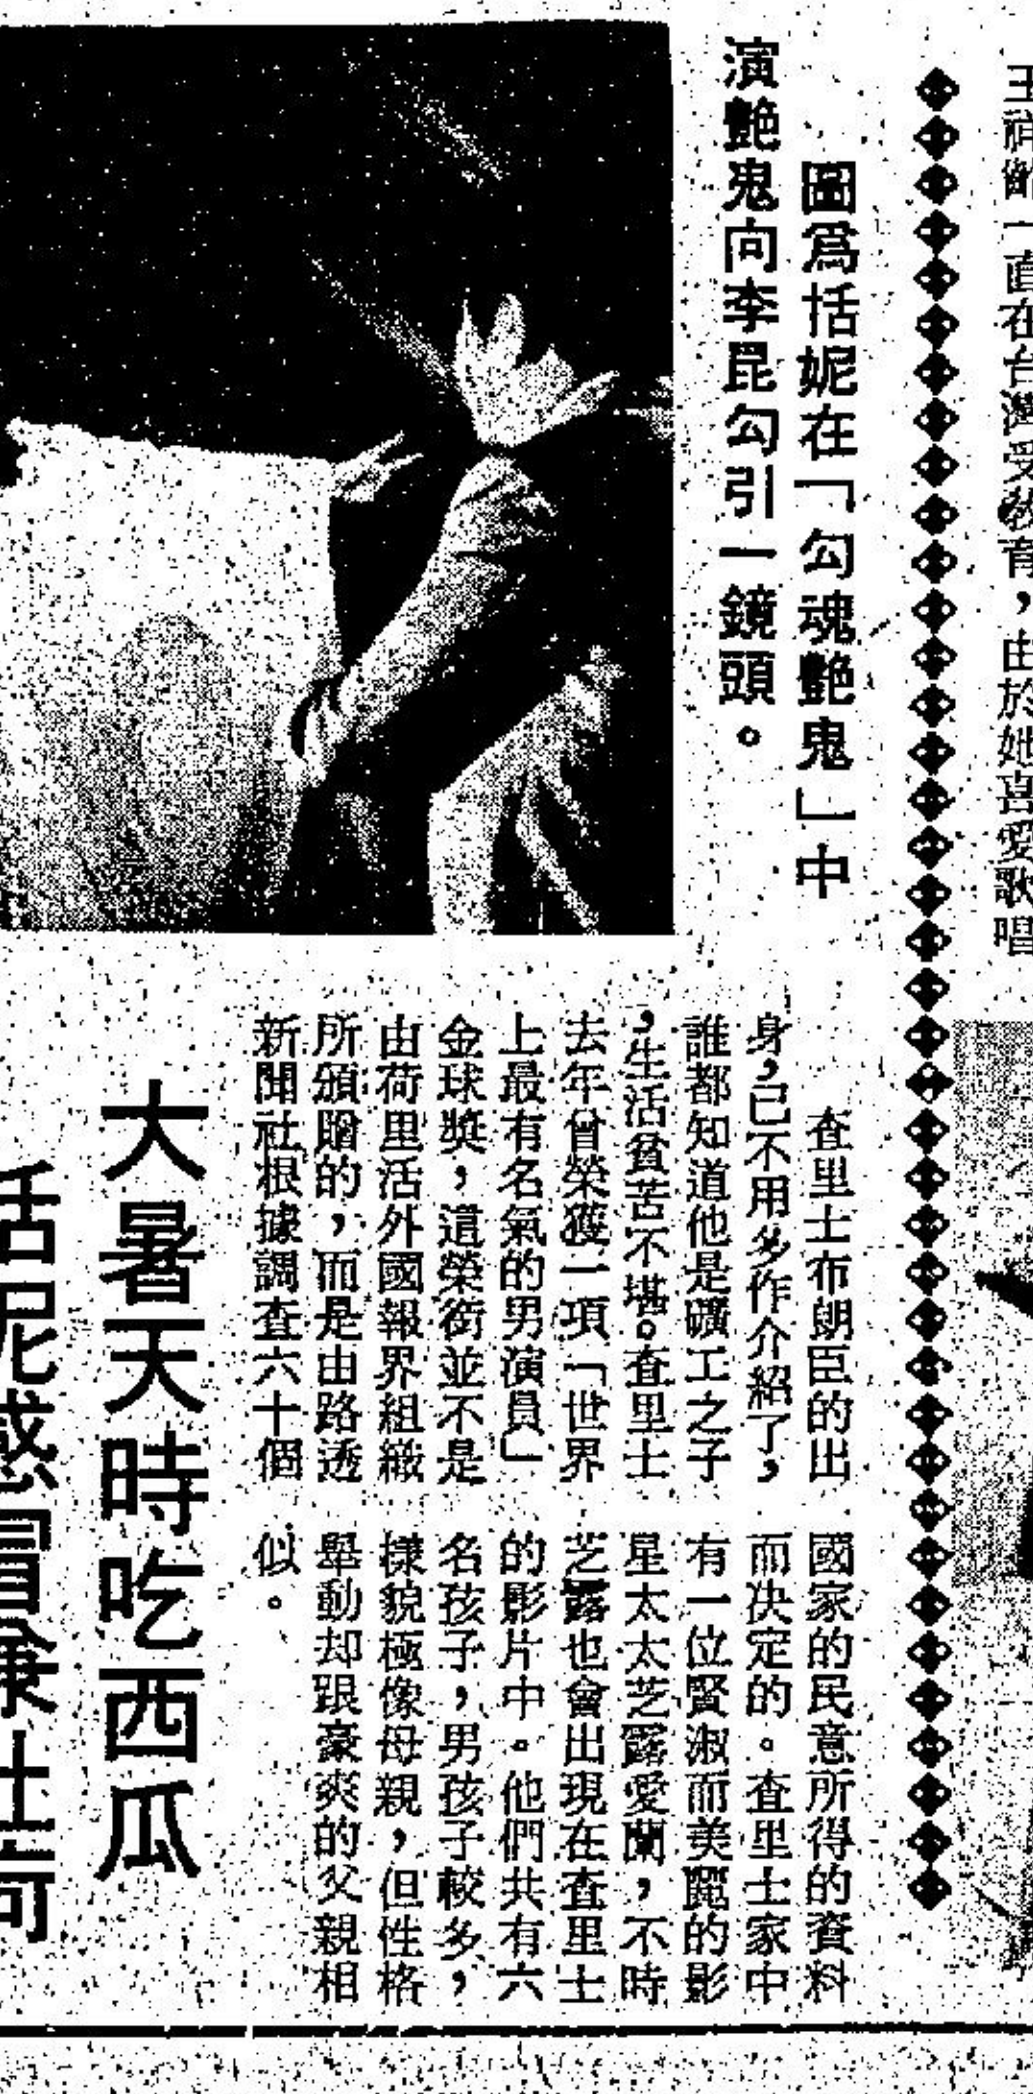 一直在台灣受教育，由於她喜愛歌唱
圖為恬妮在「勾魂艷鬼」中
演艷鬼向李昆勾引一鏡頭。
查里士布朗臣的出
身，已不用多作介紹了，
誰都知道他是礦工之子
，生活貧苦不堪。查里士
去年曾榮獲一項「世界
上最有名氣的男演員」
金球獎，這榮銜並不是
由荷里活外國報界組織
所頒贈的，而是由路透
新聞社根據調查六十個
國家的民意所得的資料
而決定的。查里士家中
有一位賢淑而美麗的影
星太太芝露愛蘭，不時
芝露也會出現在查里士
的影片中。他們共有六
名孩子，男孩子較多，
樣貌極像母親，但性格
舉動却跟豪爽的父親相
似。
大暑天時吃西瓜
恬妮感冒兼肚